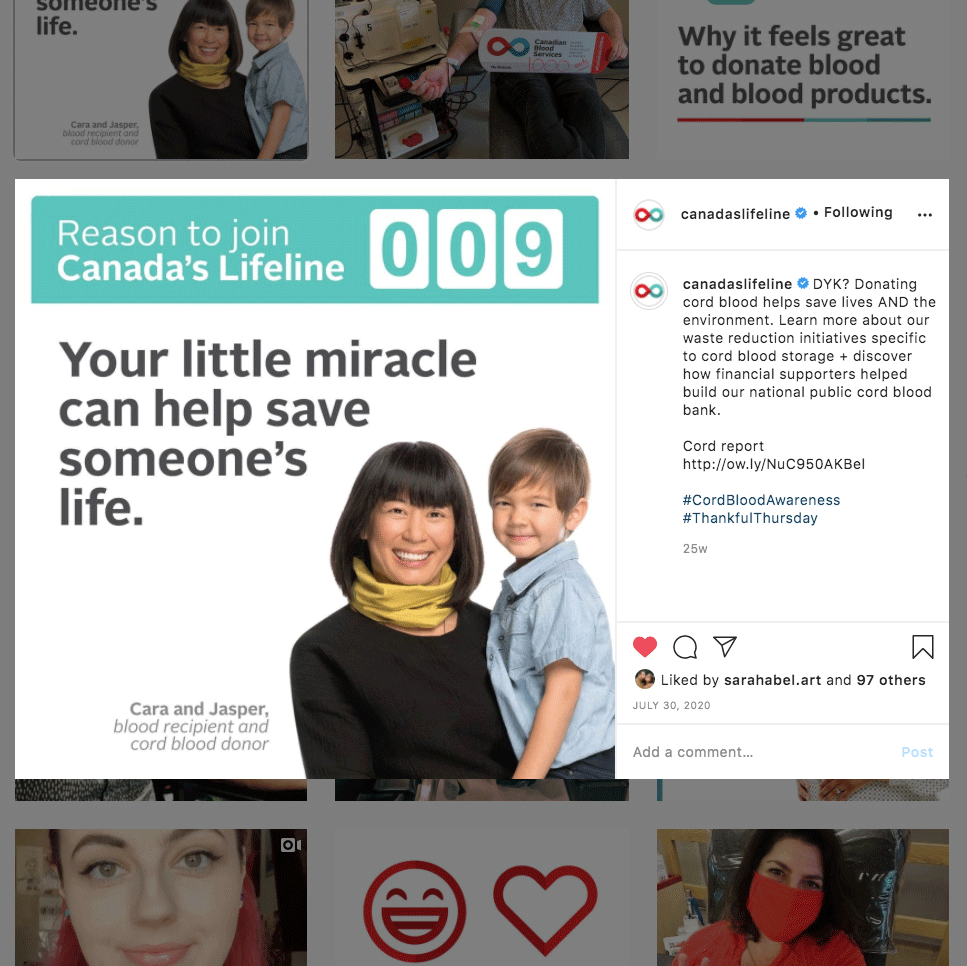 someone's
life.
Cara and Jasper,
blood recipient and
cord blood donor
Canadian
Blood
Services
Why it feels great
to donate blood
and blood products.
Reason to join
Canada's Lifeline
009
Your little miracle
can help save
someone's
life.
Cara and Jasper,
blood recipient and
cord blood donor
canadaslifeline • Following
canadaslifeline DYK? Donating
cord blood helps save lives AND the
environment. Learn more about our
waste reduction initiatives specific
to cord blood storage + discover
how financial supporters helped
build our national public cord blood
bank.
Cord report
http://ow.ly/NuC950AKBel
#CordBloodAwareness
#ThankfulThursday
25w
Liked by sarahabel.art and 97 others
JULY 30, 2020
Add a comment... Post